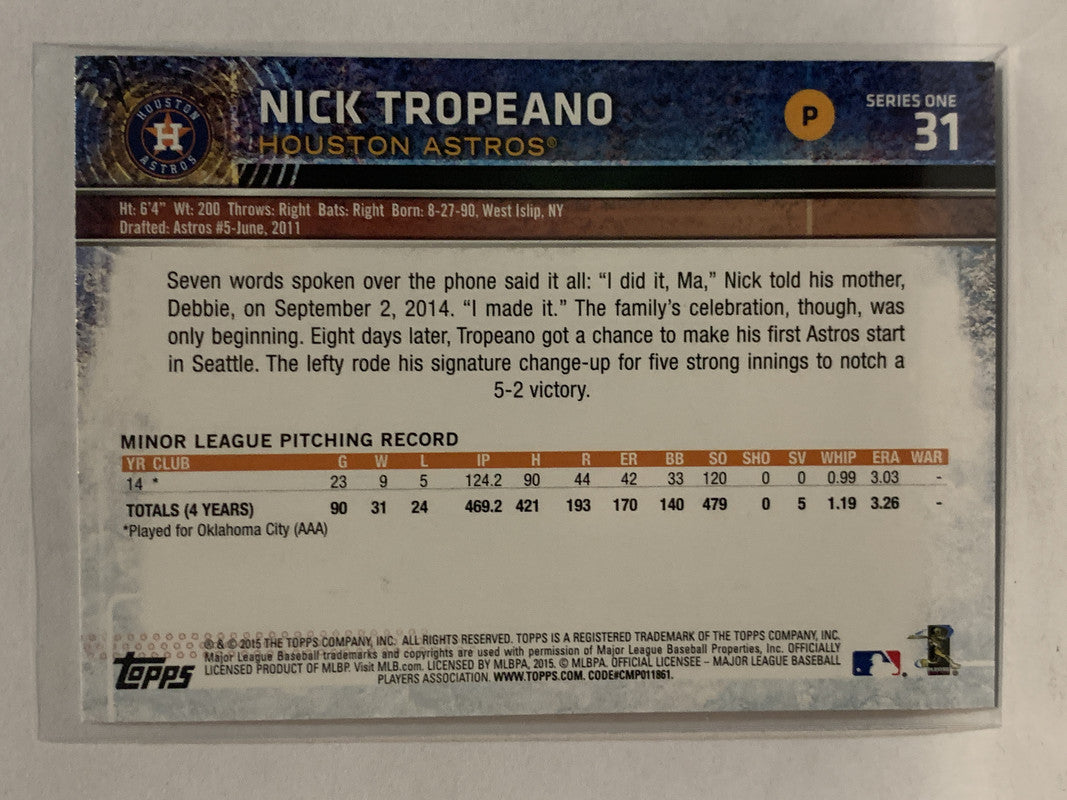 HOUSTON
H
ASTROS
NICK TROPEANO
HOUSTON ASTROS®
P
SERIES ONE
31
Ht: 6'4" Wt: 200 Throws: Right Bats: Right Born: 8-27-90, West Islip, NY
Drafted: Astros #5-June, 2011
Seven words spoken over the phone said it all: “I did it, Ma,” Nick told his mother,
Debbie, on September 2, 2014. “I made it.” The family’s celebration, though, was
only beginning. Eight days later, Tropeano got a chance to make his first Astros start
in Seattle. The lefty rode his signature change-up for five strong innings to notch a
5-2 victory.
MINOR LEAGUE PITCHING RECORD
YR CLUB G W L IP H R ER BB SO SHO SV WHIP ERA WAR
14 * 23 9 5 124.2 90 44 42 33 120 0 0 0.99 3.03 -
TOTALS (4 YEARS) 90 31 24 469.2 421 193 170 140 479 0 5 1.19 3.26 -
*Played for Oklahoma City (AAA)
® & © 2015 THE TOPPS COMPANY, INC. ALL RIGHTS RESERVED. TOPPS IS A REGISTERED TRADEMARK OF THE TOPPS COMPANY, INC.
Major League Baseball trademarks and copyrights are used with permission of Major League Baseball Properties, Inc. OFFICIALLY
LICENSED PRODUCT OF MLBP. Visit MLB.com. LICENSED BY MLBPA, 2015. © MLBPA. OFFICIAL LICENSEE – MAJOR LEAGUE BASEBALL
PLAYERS ASSOCIATION. WWW.TOPPS.COM. CODE#CMP011861.
Topps